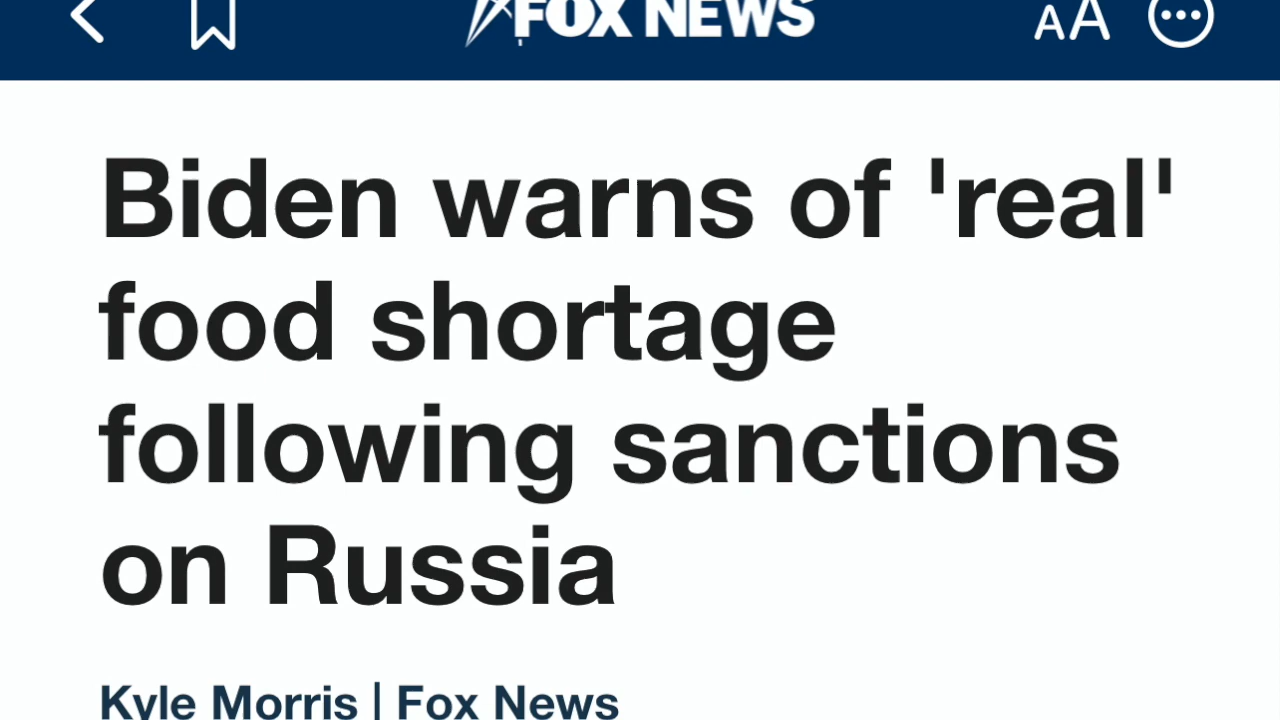 FOX NEWS
AA
Biden warns of 'real'
food shortage
following sanctions
on Russia
Kyle Morris | Fox News